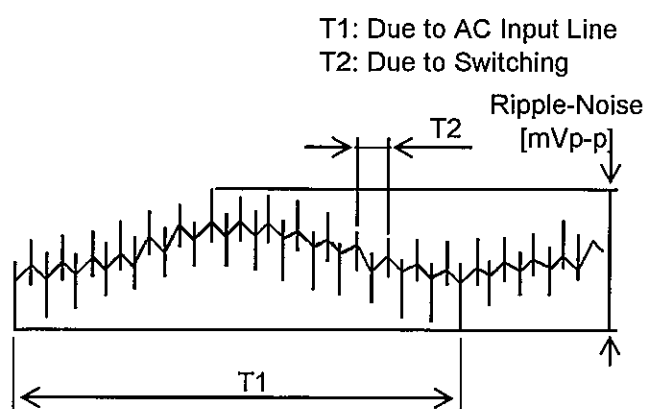 T1: Due to AC Input Line
T2: Due to Switching
Ripple-Noise
[mVp-p]
T2
T1